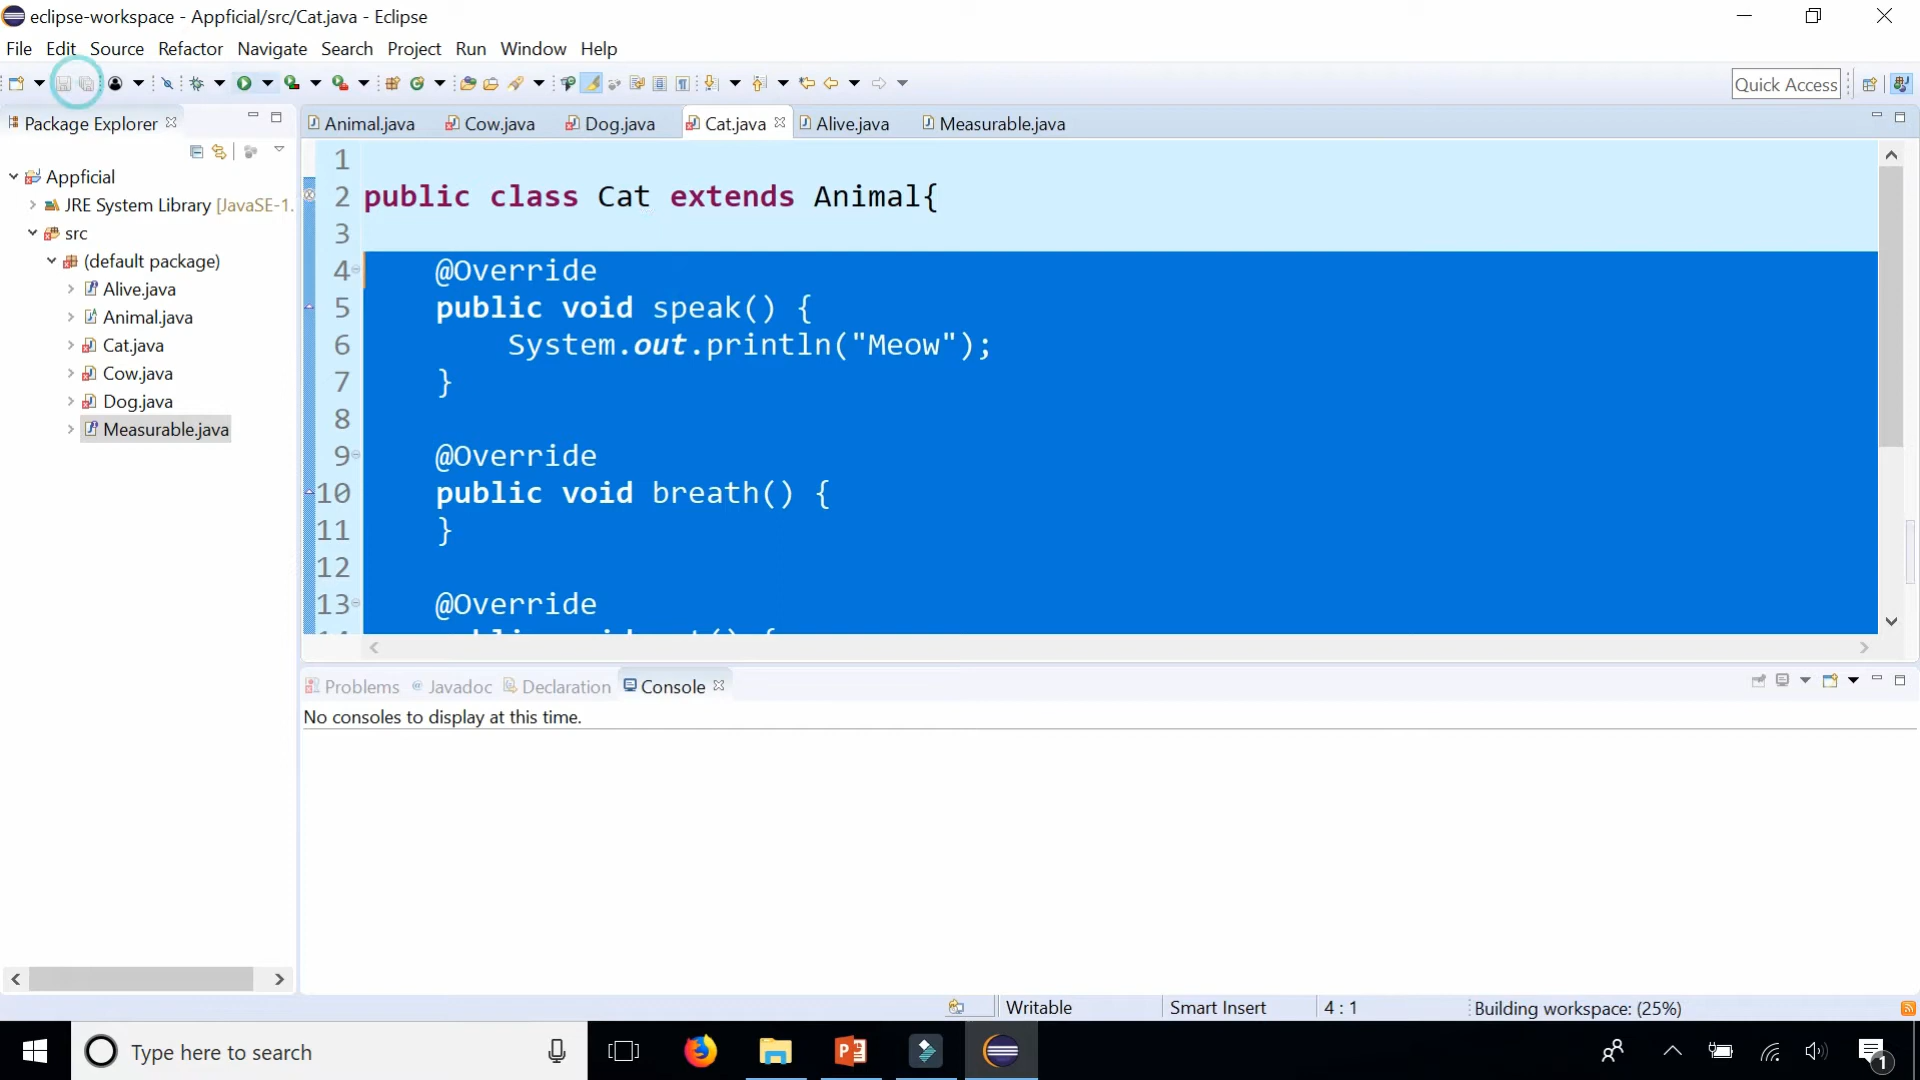 eclipse-workspace - Appficial/src/Cat.java - Eclipse
File Edit Source Refactor Navigate Search Project Run Window Help
Quick Access
Package Explorer
Animal.java Cow.java Dog.java Cat.java Alive.java Measurable.java
Appficial
JRE System Library [JavaSE-1.
src
(default package)
Alive.java
Animal.java
Cat.java
Cow.java
Dog.java
Measurable.java
1
2 public class Cat extends Animal{
3
4 @Override
5 public void speak() {
6 System.out.println("Meow");
7 }
8
9 @Override
10 public void breath() {
11 }
12
13 @Override
Problems Javadoc Declaration Console
No consoles to display at this time.
Writable Smart Insert 4 : 1 Building workspace: (25%)
Type here to search
1